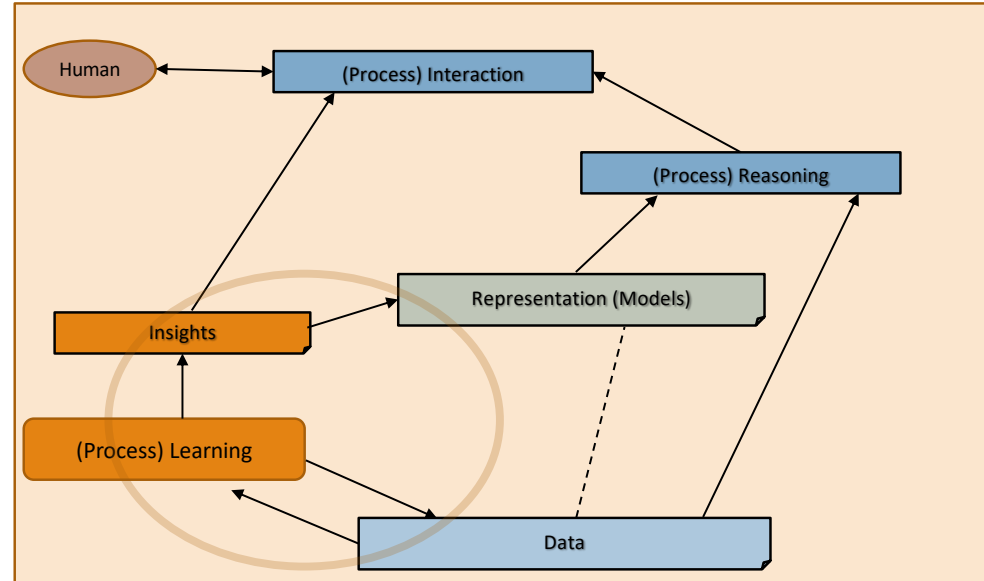 Human
(Process) Interaction
(Process) Reasoning
Representation (Models)
Insights
(Process) Learning
Data